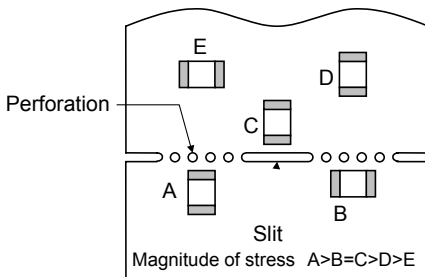 E
D
Perforation
C
A
B
Slit
Magnitude of stress A>B=C>D>E